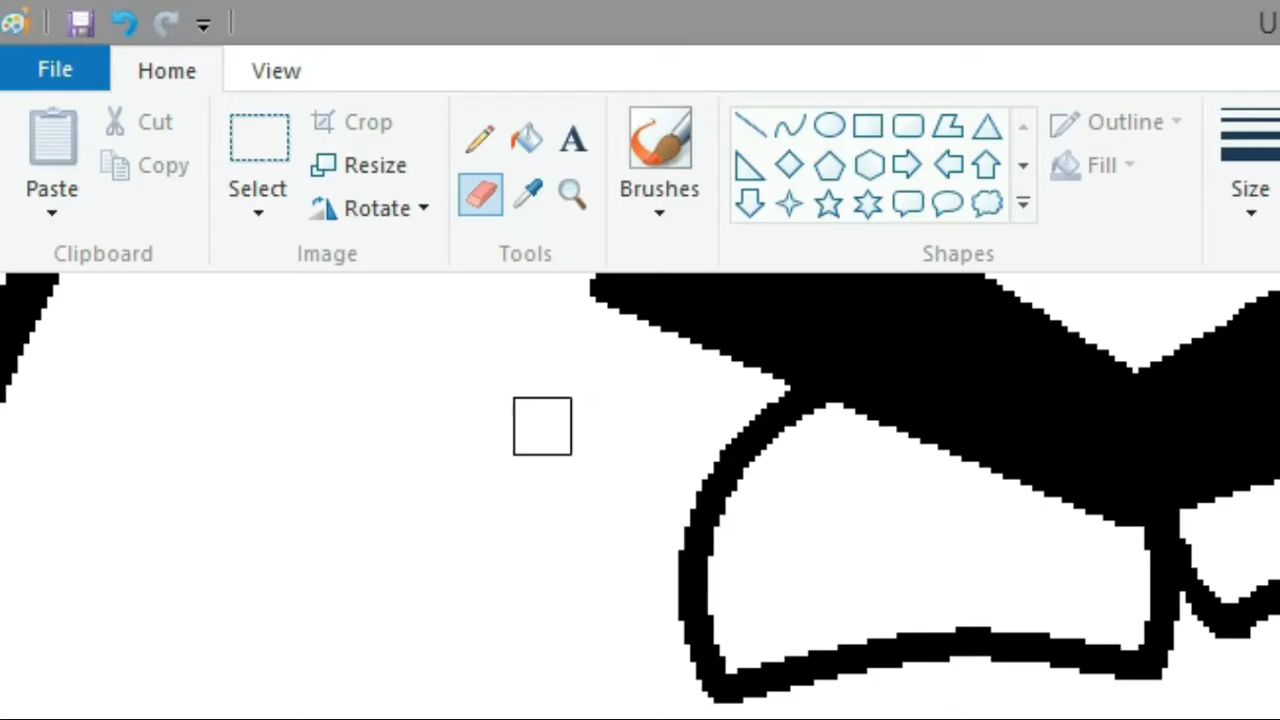 U
File
Home
View
Cut
Copy
Paste
Clipboard
Select
Crop
Resize
Rotate
Image
A
Tools
Brushes
Outline
Fill
Shapes
Size